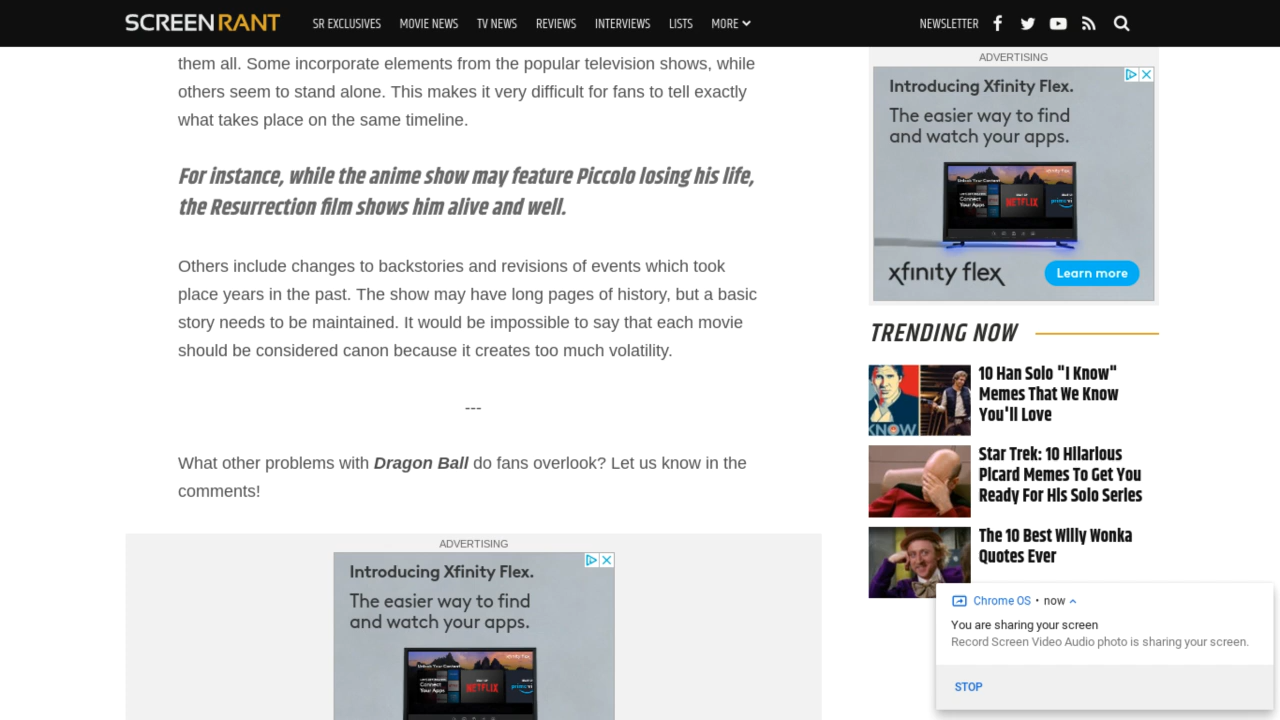 SCREENRANT
SR EXCLUSIVES MOVIE NEWS TV NEWS REVIEWS INTERVIEWS LISTS MORE
NEWSLETTER
them all. Some incorporate elements from the popular television shows, while
others seem to stand alone. This makes it very difficult for fans to tell exactly
what takes place on the same timeline.
For instance, while the anime show may feature Piccolo losing his life,
the Resurrection film shows him alive and well.
Others include changes to backstories and revisions of events which took
place years in the past. The show may have long pages of history, but a basic
story needs to be maintained. It would be impossible to say that each movie
should be considered canon because it creates too much volatility.
---
What other problems with Dragon Ball do fans overlook? Let us know in the
comments!
ADVERTISING
Introducing Xfinity Flex.
The easier way to find
and watch your apps.
NETFLIX
ADVERTISING
Introducing Xfinity Flex.
The easier way to find
and watch your apps.
NETFLIX
xfinity flex
Learn more
TRENDING NOW
KNOW
10 Han Solo "I Know"
Memes That We Know
You'll Love
Star Trek: 10 Hilarious
Picard Memes To Get You
Ready For His Solo Series
The 10 Best Willy Wonka
Quotes Ever
Chrome OS • now
You are sharing your screen
Record Screen Video Audio photo is sharing your screen.
STOP